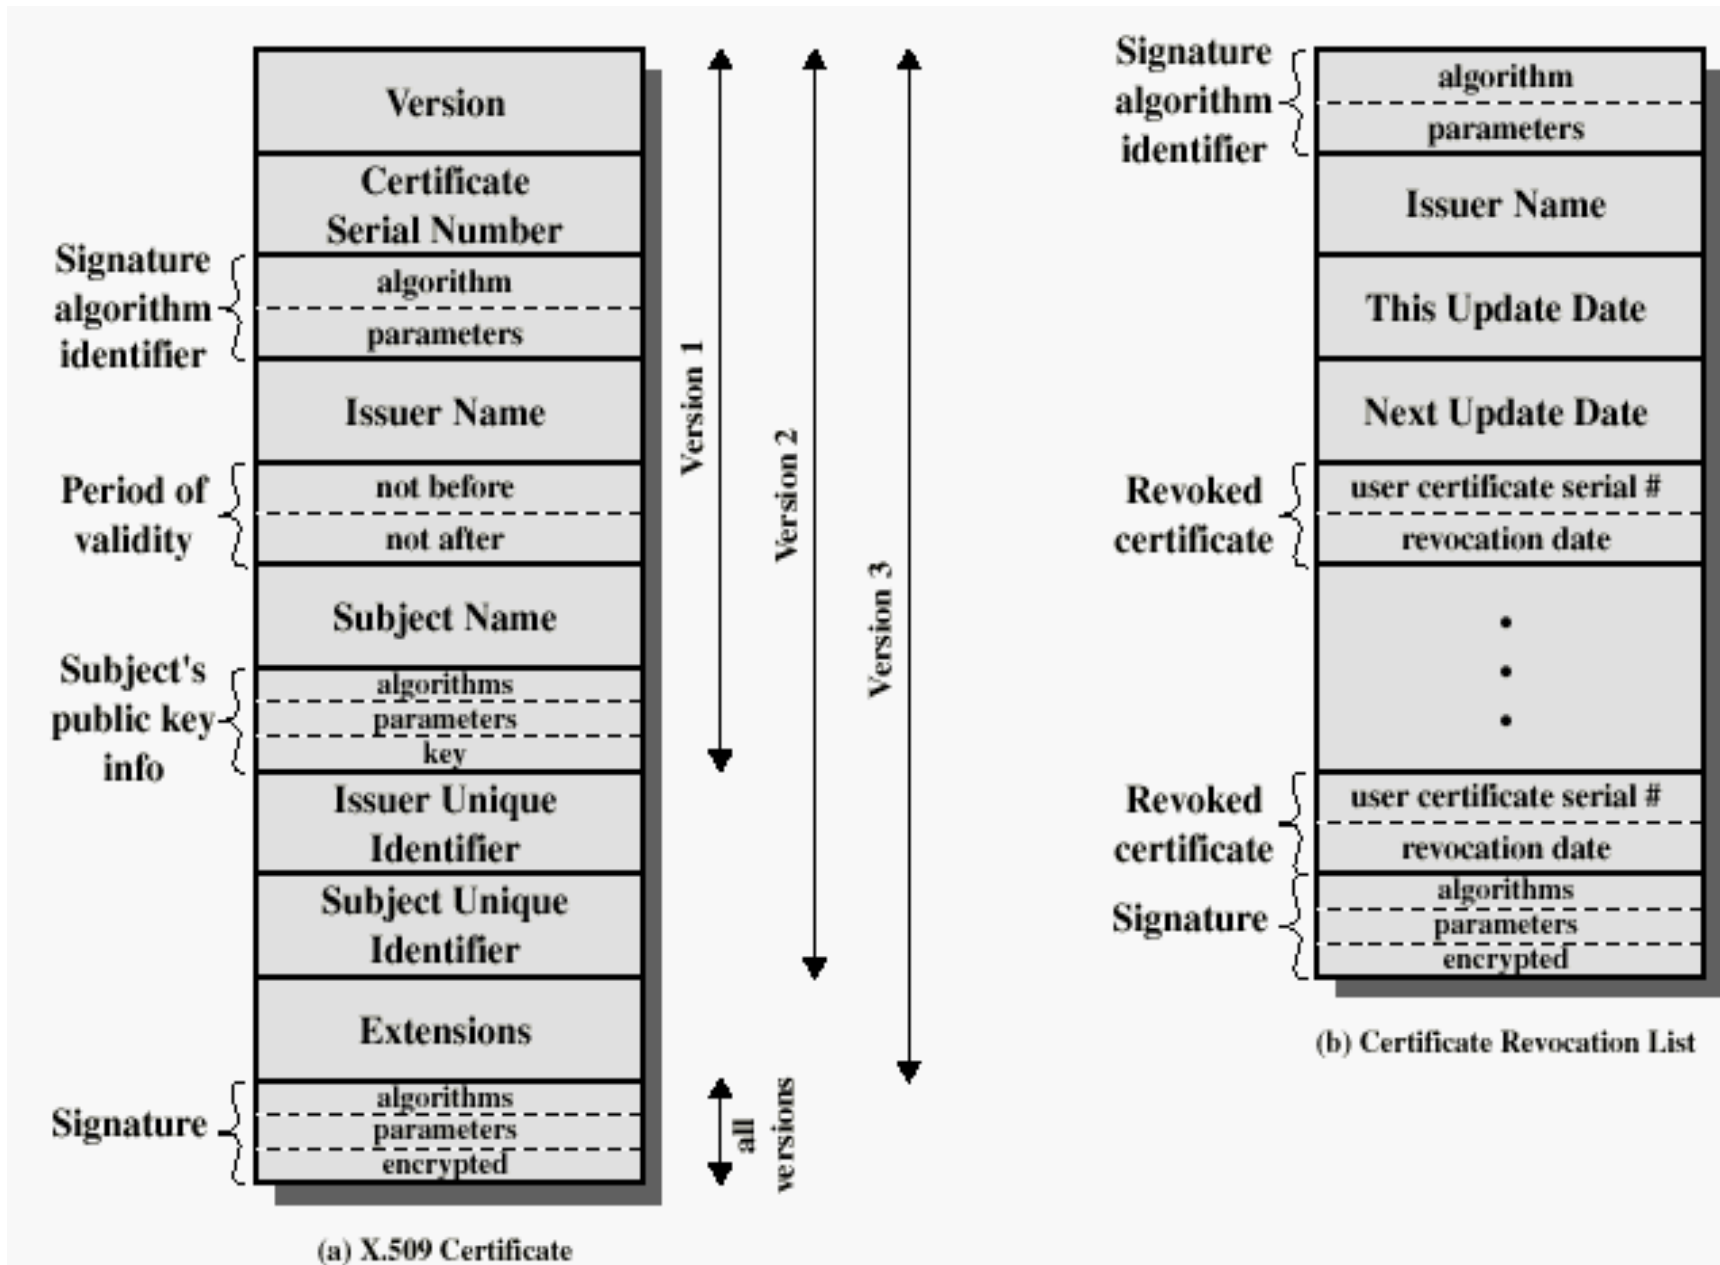 Version
Certificate
Serial Number
Signature
algorithm
identifier
algorithm
parameters
Issuer Name
Period of
validity
not before
not after
Subject Name
Subject's
public key
info
algorithms
parameters
key
Issuer Unique
Identifier
Subject Unique
Identifier
Extensions
Signature
algorithms
parameters
encrypted
Version 1
Version 2
Version 3
all
versions
(a) X.509 Certificate
Signature
algorithm
identifier
algorithm
parameters
Issuer Name
This Update Date
Next Update Date
Revoked
certificate
user certificate serial #
revocation date
Revoked
certificate
user certificate serial #
revocation date
Signature
algorithms
parameters
encrypted
(b) Certificate Revocation List